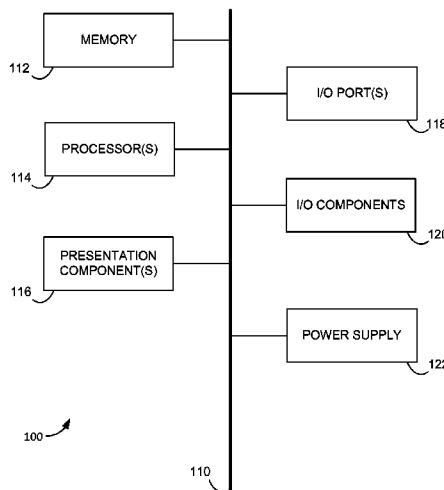 MEMORY
112
I/O PORT(S)
118
PROCESSOR(S)
114
I/O COMPONENTS
120
PRESENTATION
COMPONENT(S)
116
POWER SUPPLY
122
100
110